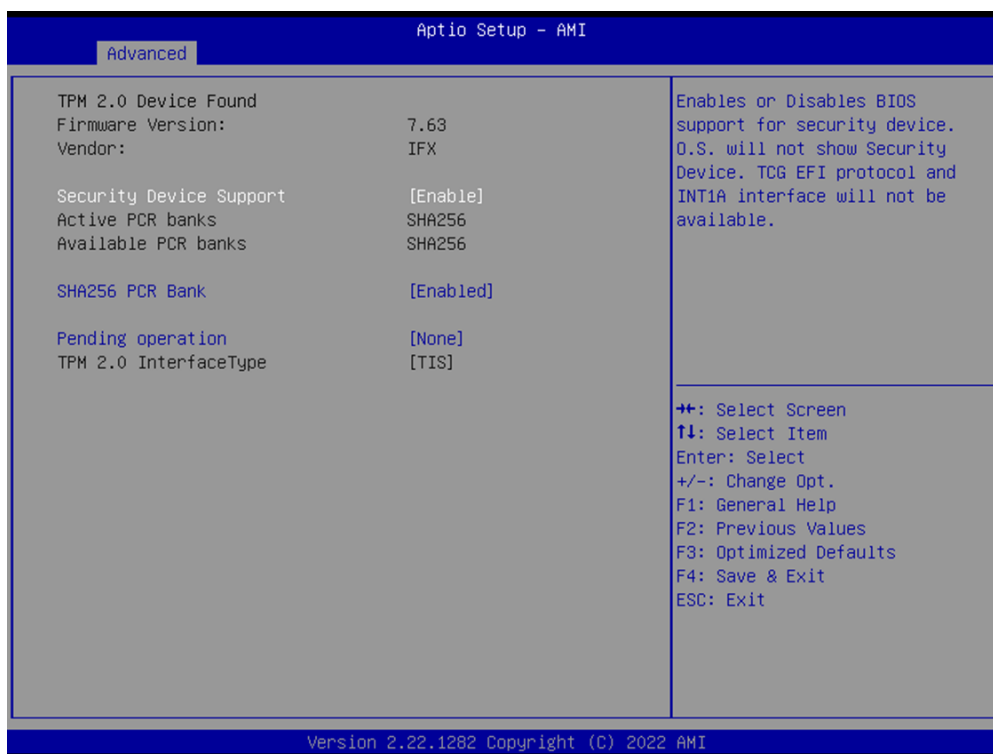 Aptio Setup - AMI
Advanced
TPM 2.0 Device Found
Firmware Version: 7.63
Vendor: IFX
Security Device Support [Enable]
Active PCR banks SHA256
Available PCR banks SHA256
SHA256 PCR Bank [Enabled]
Pending operation [None]
TPM 2.0 InterfaceType [TIS]
Enables or Disables BIOS
support for security device.
O.S. will not show Security
Device. TCG EFI protocol and
INT1A interface will not be
available.
→←: Select Screen
↑↓: Select Item
Enter: Select
+/-: Change Opt.
F1: General Help
F2: Previous Values
F3: Optimized Defaults
F4: Save & Exit
ESC: Exit
Version 2.22.1282 Copyright (C) 2022 AMI